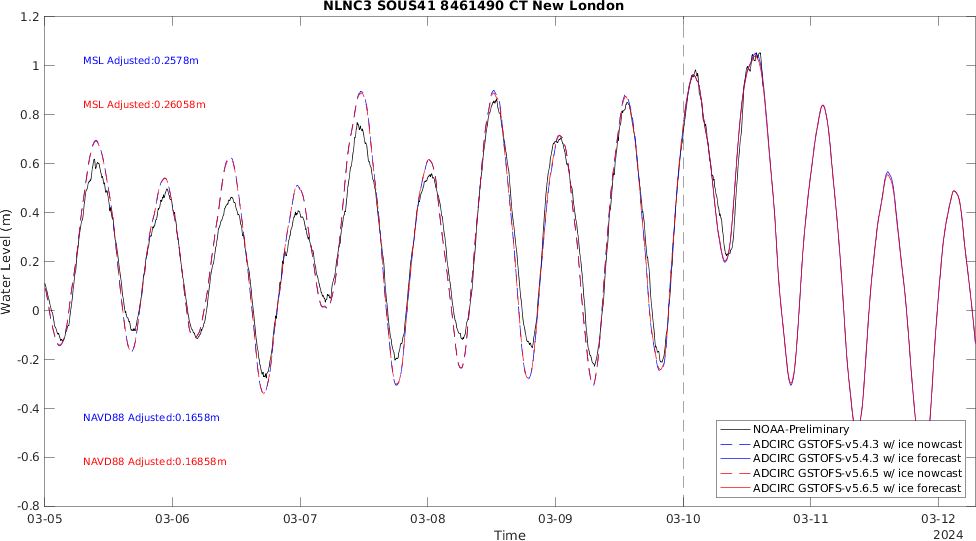 NLNC3 SOUS41 8461490 CT New London
1.2
1
0.8
0.6
0.4
0.2
0
-0.2
-0.4
-0.6
-0.8
Water Level (m)
MSL Adjusted:0.2578m
MSL Adjusted:0.26058m
NAVD88 Adjusted:0.1658m
NAVD88 Adjusted:0.16858m
NOAA-Preliminary
ADCIRC GSTOFS-v5.4.3 w/ ice nowcast
ADCIRC GSTOFS-v5.4.3 w/ ice forecast
ADCIRC GSTOFS-v5.6.5 w/ ice nowcast
ADCIRC GSTOFS-v5.6.5 w/ ice forecast
03-05 03-06 03-07 03-08 03-09 03-10 03-11 03-12
Time
2024